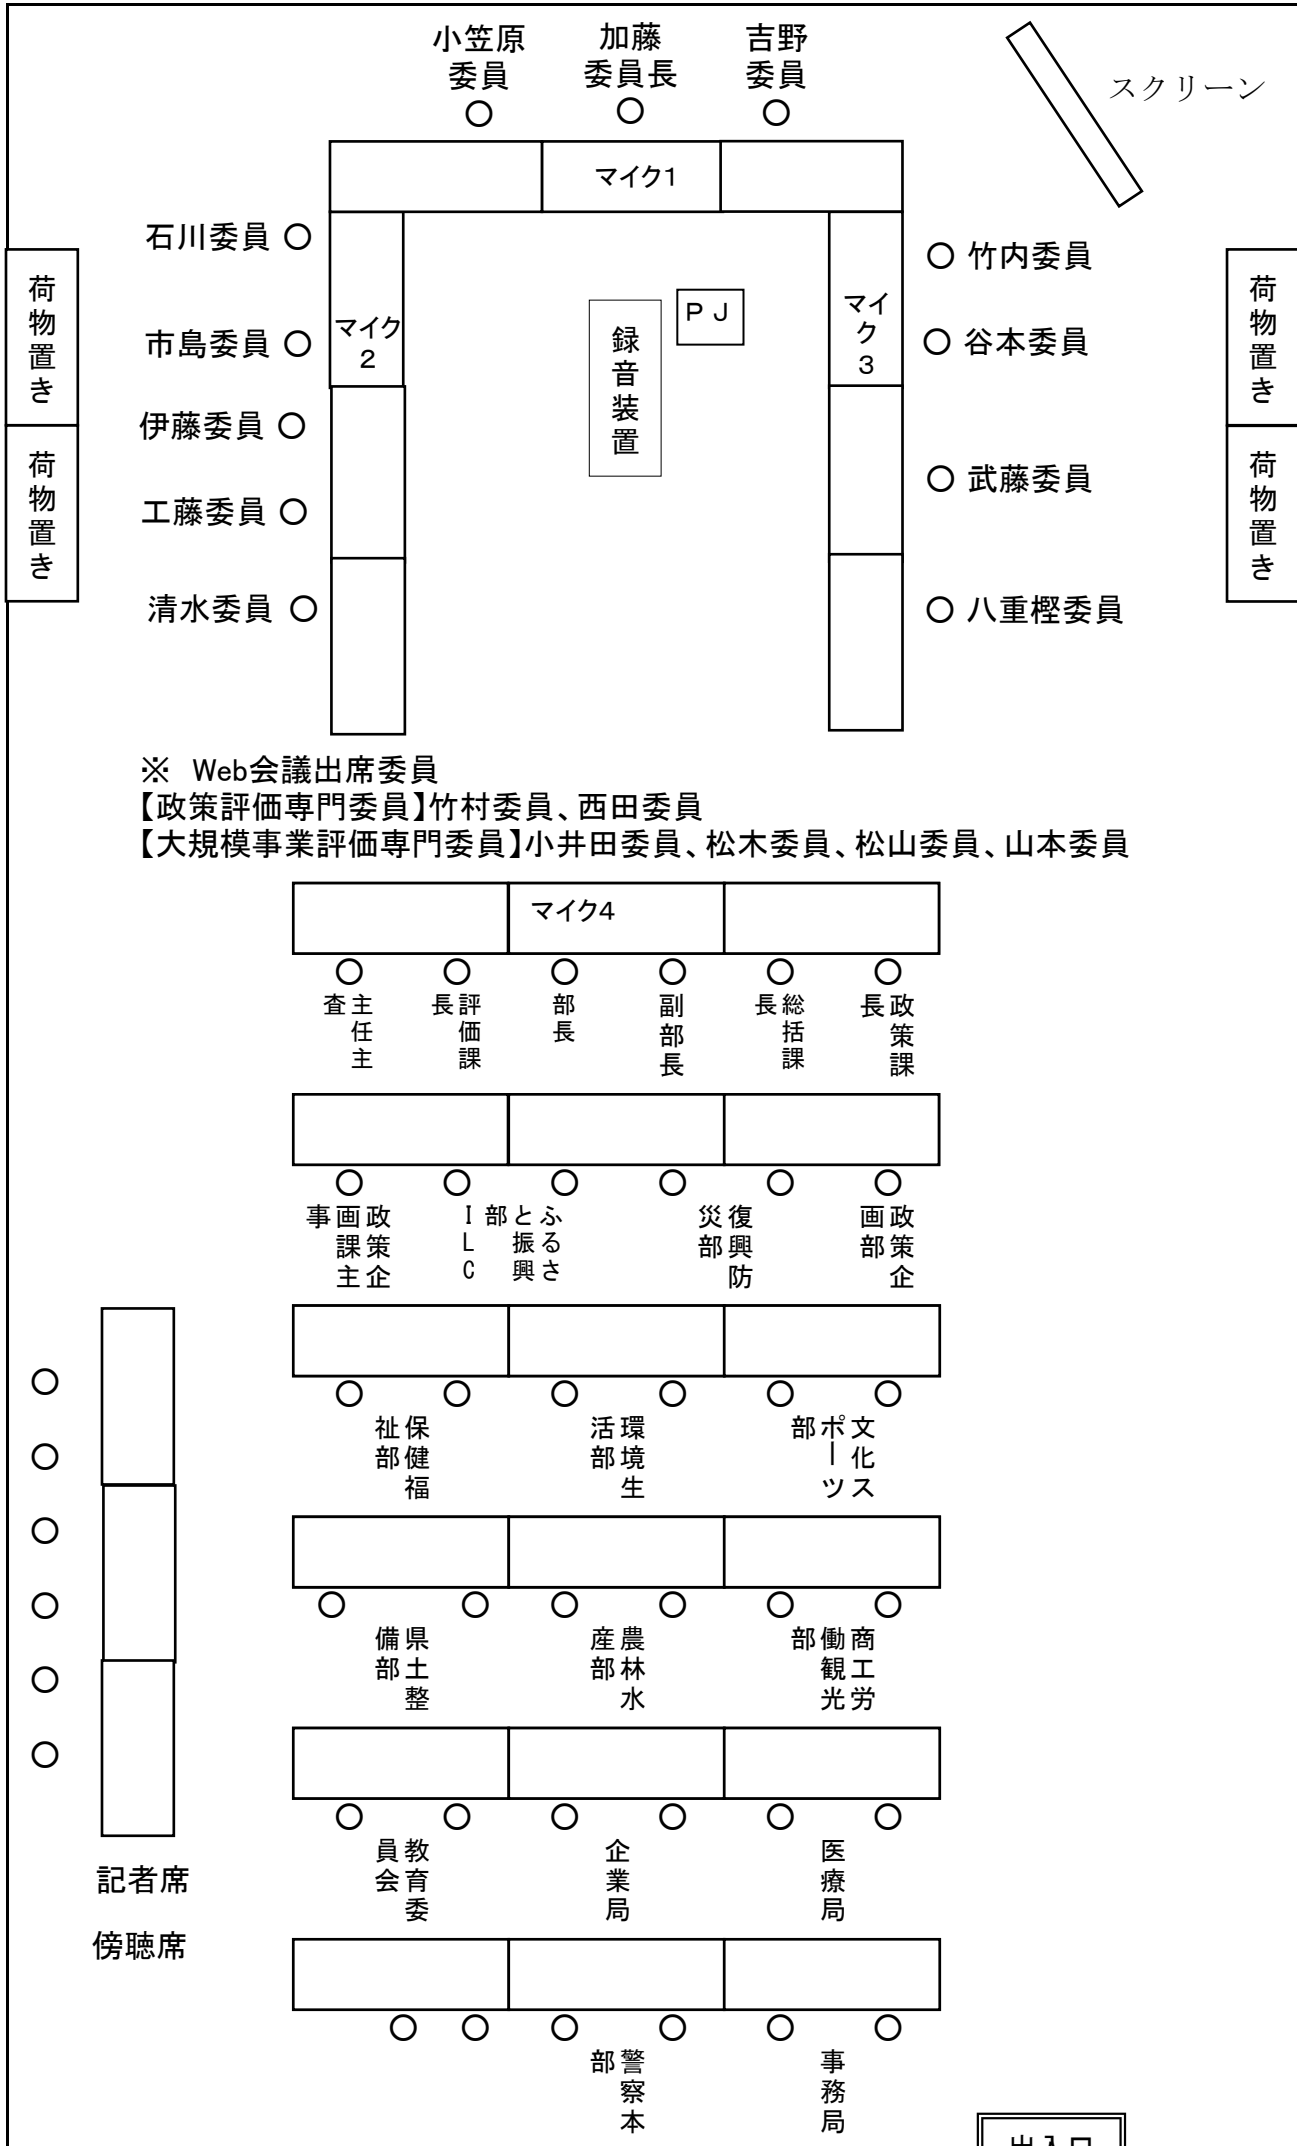 小笠原
委員
加藤
委員長
吉野
委員
スクリーン
マイク1
石川委員
竹内委員
荷物置き
荷物置き
マイク
2
ＰＪ
録音装置
マイ
ク
3
市島委員
谷本委員
伊藤委員
荷物置き
荷物置き
武藤委員
工藤委員
清水委員
八重樫委員
※ Web会議出席委員
【政策評価専門委員】竹村委員、西田委員
【大規模事業評価専門委員】小井田委員、松木委員、松山委員、山本委員
マイク4
主任主
査
評価課
長
部長
副部長
総括課
長
政策課
長
政策企
画課主
事
ILC
ふるさ
と振興
部
復興防
災部
政策企
画部
保健福
祉部
環境生
活部
文化ス
ポーツ
部
県土整
備部
農林水
産部
商工労
働観光
部
教育委
員会
企業局
医療局
記者席
傍聴席
警察本
部
事務局
出入口